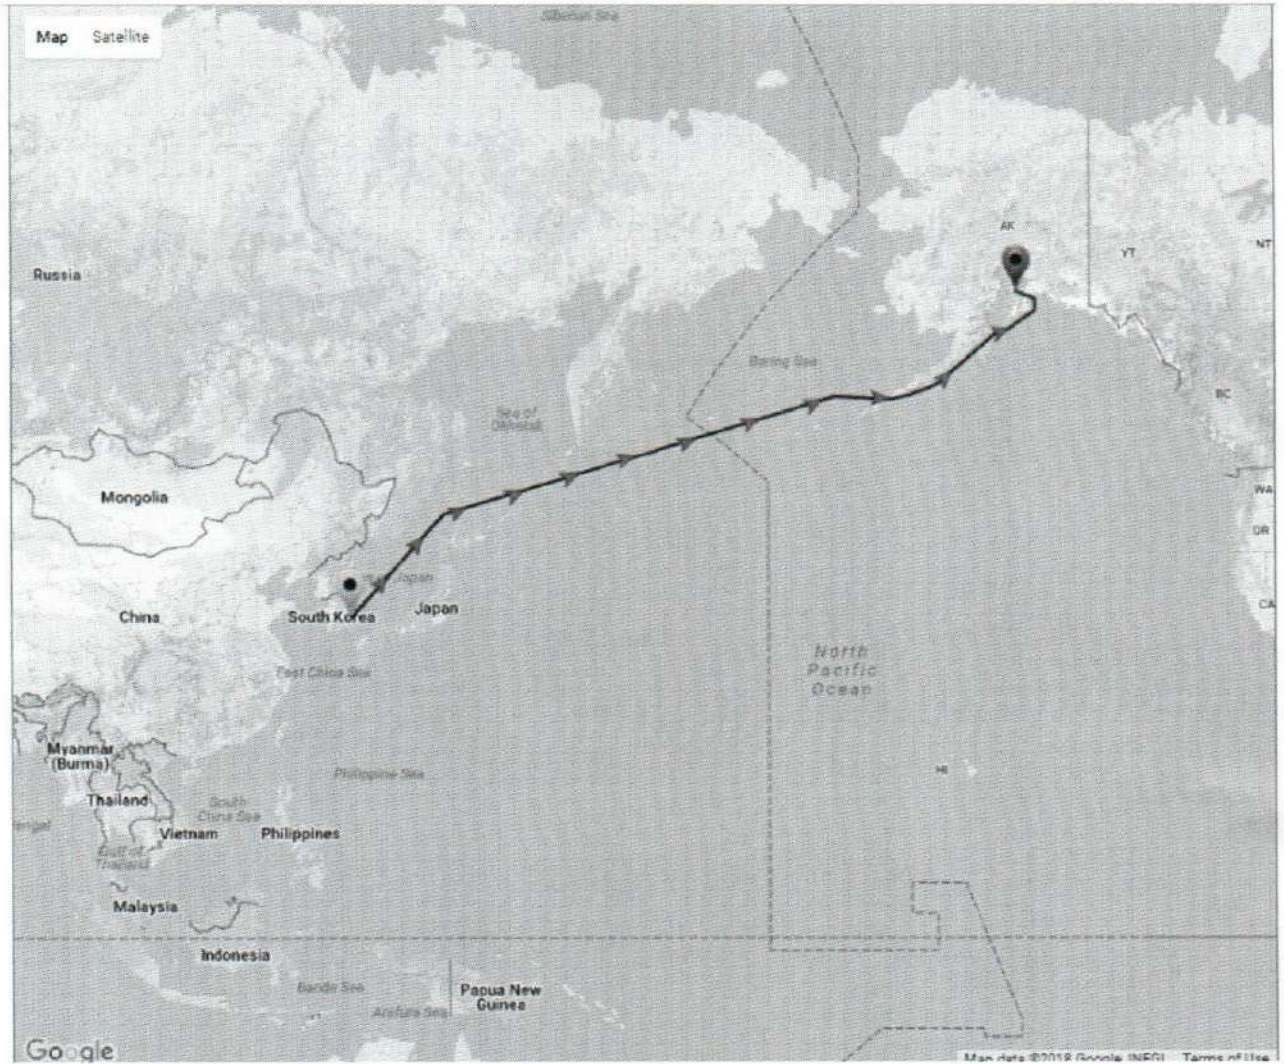 Siberian Sea
Map Satellite
AK
NT
YT
Russia
Bering Sea
BC
Sea of
Okhotsk
Mongolia
WA
OR
Japan
China
South Korea
Japan
CA
East China Sea
North
Pacific
Ocean
Myanmar
(Burma)
Philippine Sea
HI
Thailand
South
China Sea
engal
Vietnam
Philippines
Gulf of
Thailand
Malaysia
Indonesia
Banda Sea
Papua New
Guinea
Arafura Sea
Google
Map data ©2018 Google, INEGI Terms of Use